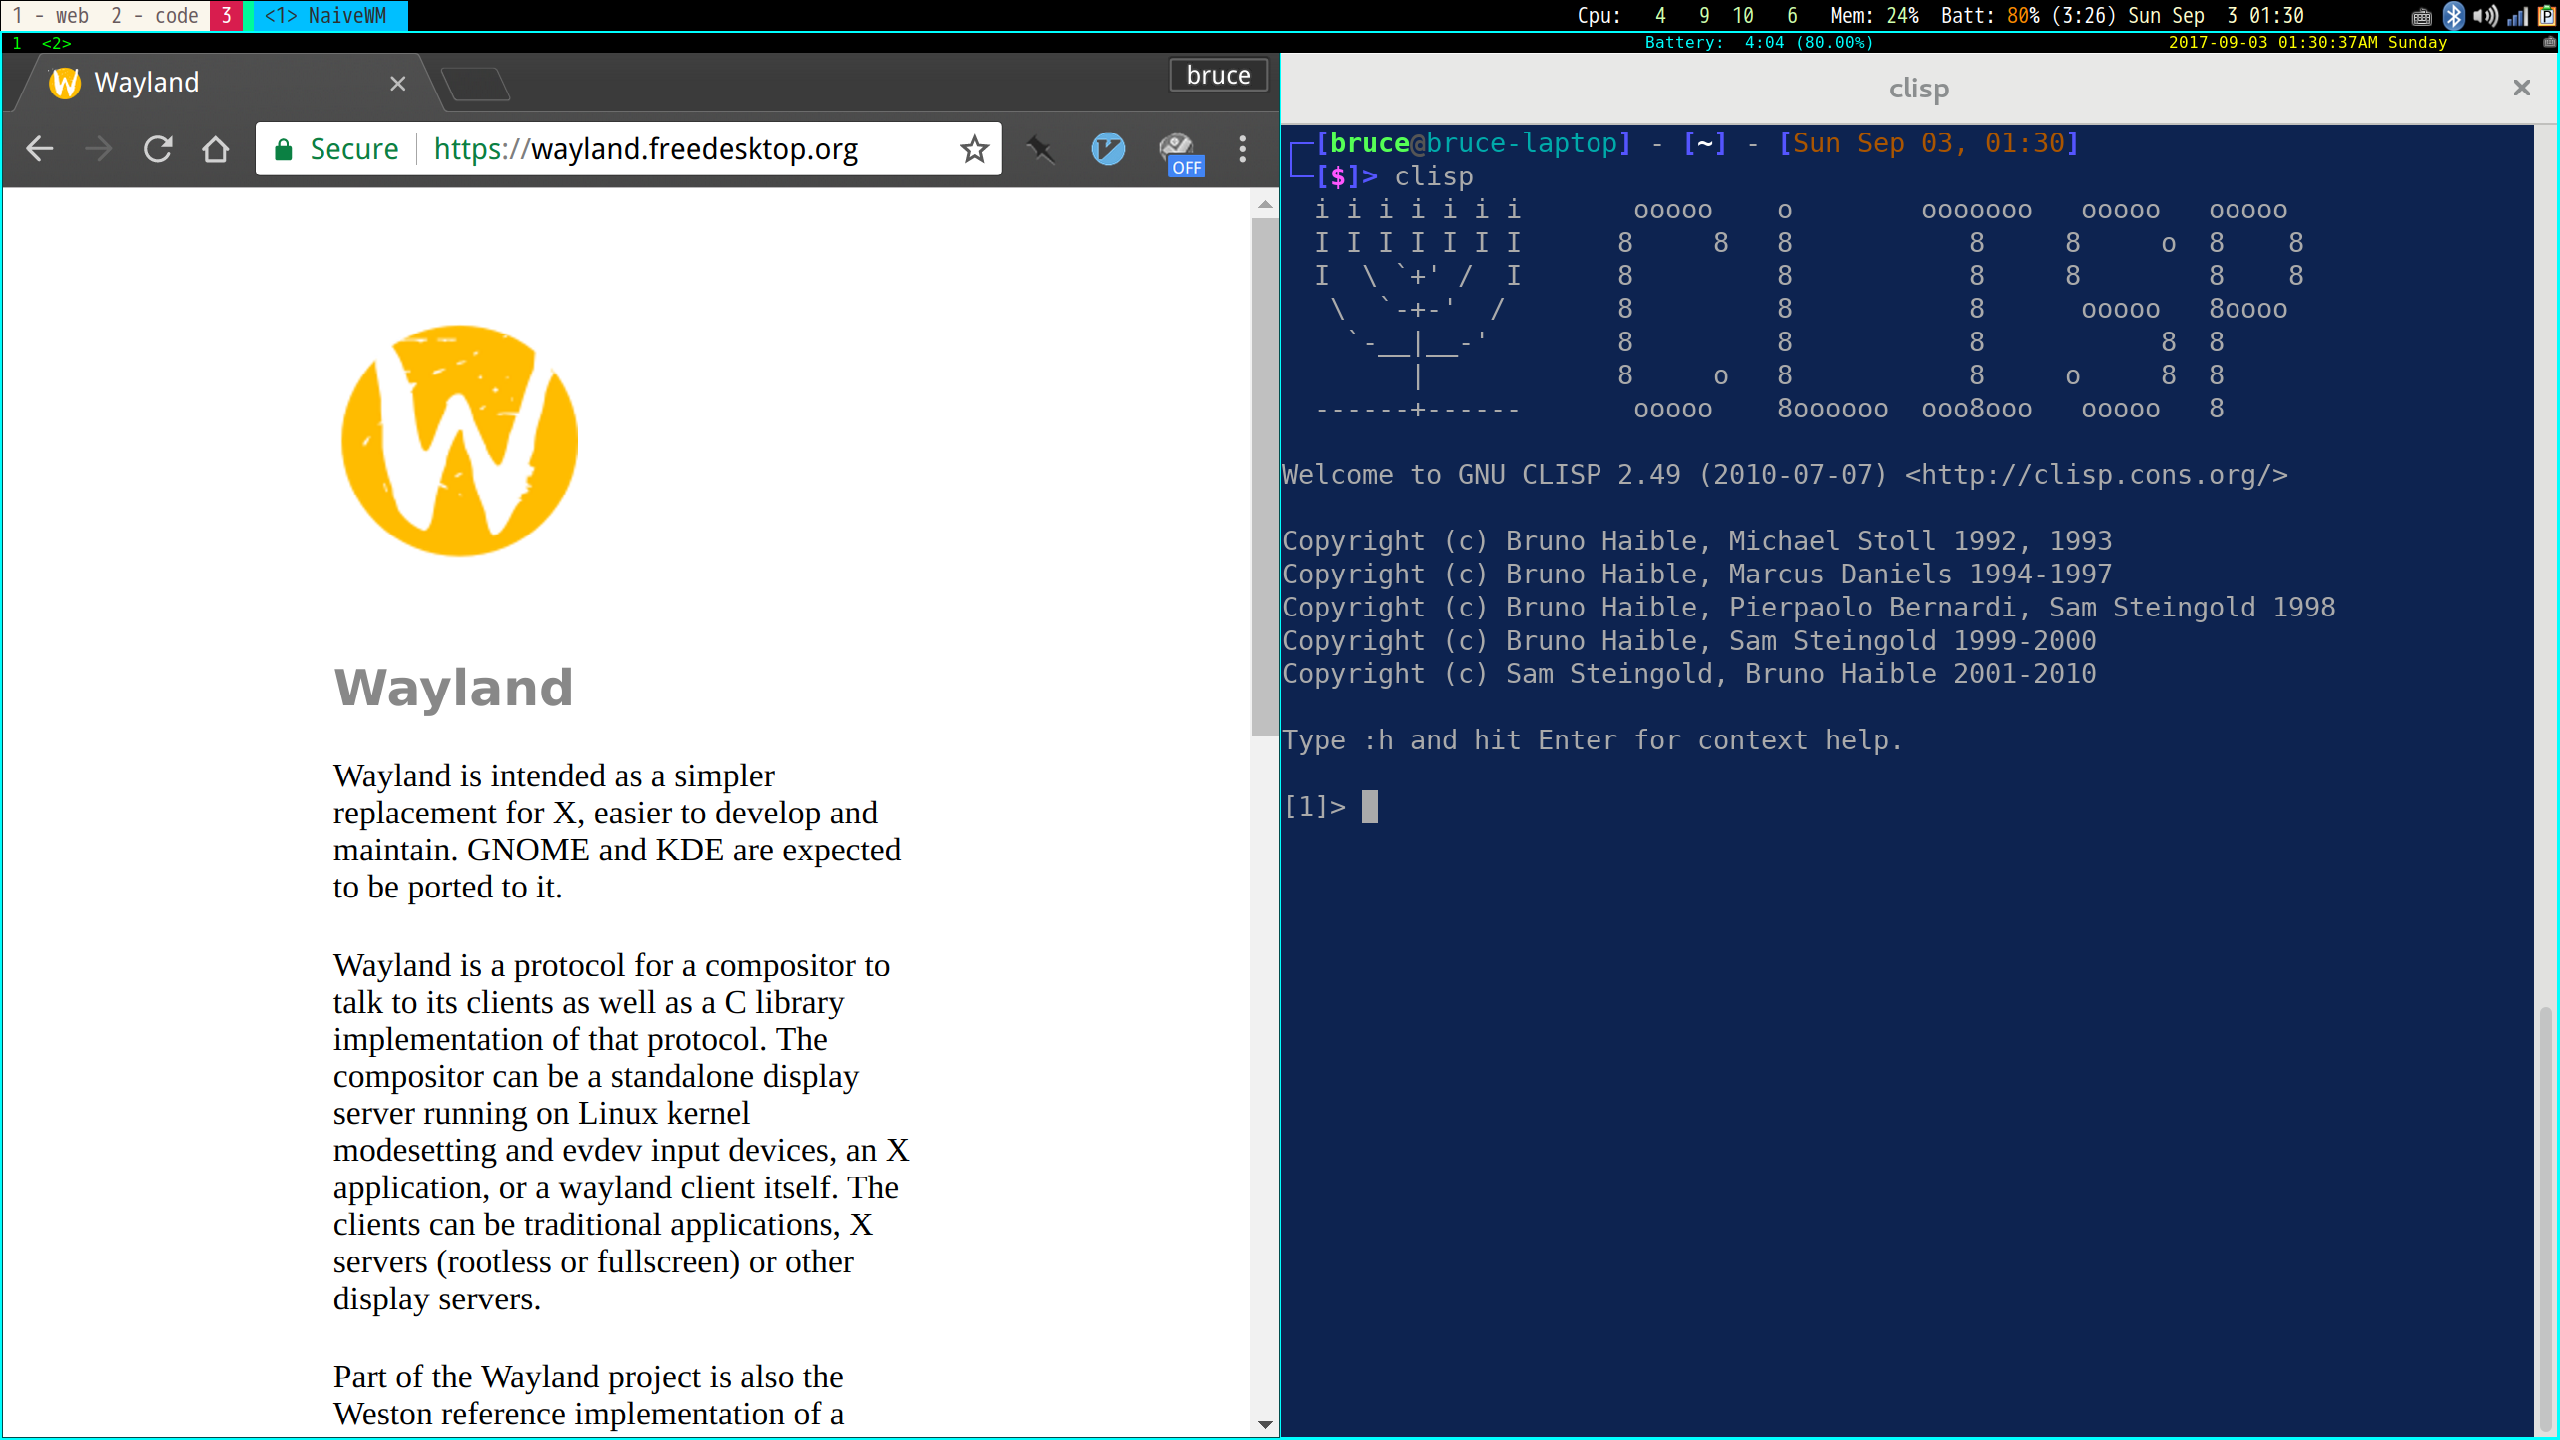 1 - web 2 - code 3 <1> NaiveWM Cpu: 4 9 10 6 Mem: 24% Batt: 80% (3:26) Sun Sep 3 01:30
1 <2> Battery: 4:04 (80.00%) 2017-09-03 01:30:37AM Sunday
Wayland
bruce
Secure https://wayland.freedesktop.org
OFF
W
Wayland
Wayland is intended as a simpler
replacement for X, easier to develop and
maintain. GNOME and KDE are expected
to be ported to it.
Wayland is a protocol for a compositor to
talk to its clients as well as a C library
implementation of that protocol. The
compositor can be a standalone display
server running on Linux kernel
modesetting and evdev input devices, an X
application, or a wayland client itself. The
clients can be traditional applications, X
servers (rootless or fullscreen) or other
display servers.
Part of the Wayland project is also the
Weston reference implementation of a
clisp
[bruce@bruce-laptop] - [~] - [Sun Sep 03, 01:30]
[$]> clisp
  i i i i i i i       ooooo    o        ooooooo   ooooo   ooooo
  I I I I I I I      8     8   8           8     8     o  8    8
  I  \ `+' /  I      8         8           8     8        8    8
   \  `-+-'  /       8         8           8      ooooo   8oooo
    `-__|__-'        8         8           8           8  8
        |            8     o   8           8     o     8  8
  ------+------       ooooo    8oooooo  ooo8ooo   ooooo   8
Welcome to GNU CLISP 2.49 (2010-07-07) <http://clisp.cons.org/>
Copyright (c) Bruno Haible, Michael Stoll 1992, 1993
Copyright (c) Bruno Haible, Marcus Daniels 1994-1997
Copyright (c) Bruno Haible, Pierpaolo Bernardi, Sam Steingold 1998
Copyright (c) Bruno Haible, Sam Steingold 1999-2000
Copyright (c) Sam Steingold, Bruno Haible 2001-2010
Type :h and hit Enter for context help.
[1]>